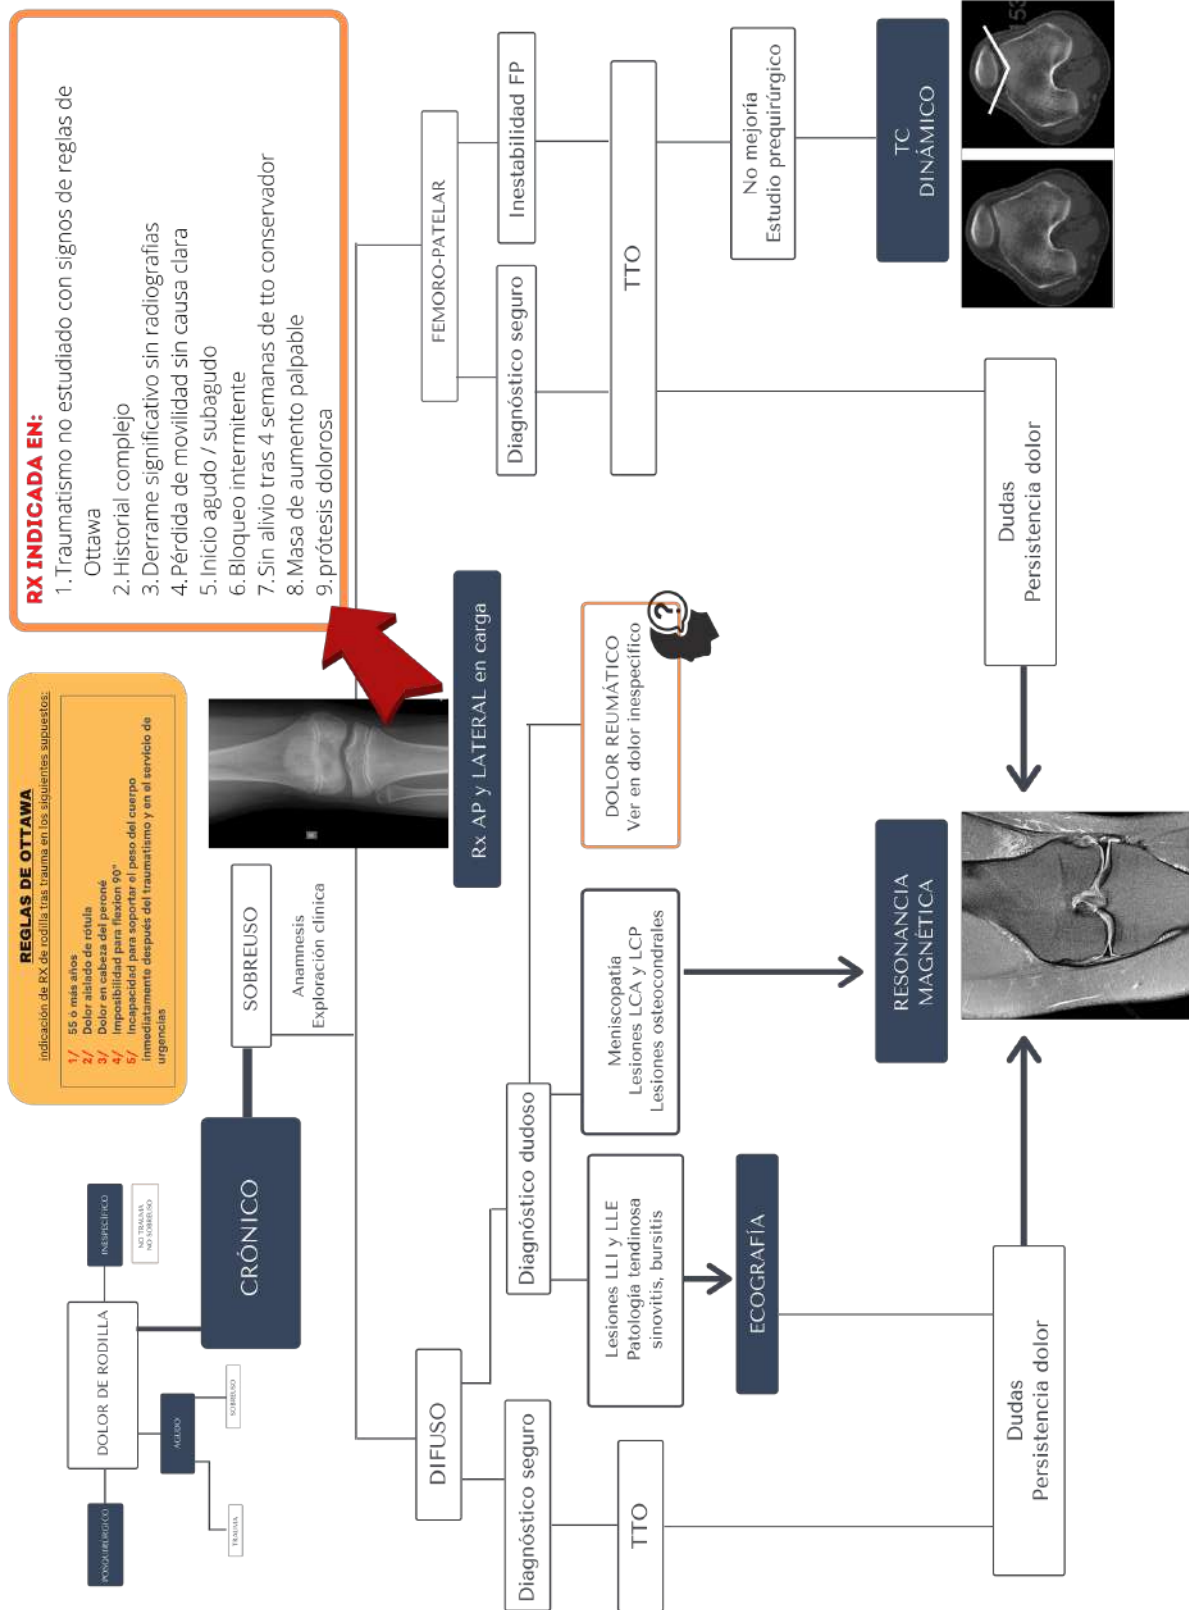 DOLOR DE RODILLA
POSQUIRÚRGICO
AGUDO
TRAUMA
SOBREUSO
INESPECÍFICO
NO TRAUMA
NO SOBREUSO
CRÓNICO
SOBREUSO
Anamnesis
Exploración clínica
REGLAS DE OTTAWA
indicación de RX de rodilla tras trauma en los siguientes supuestos:
1/ 55 ó más años
2/ Dolor aislado de rótula
3/ Dolor en cabeza del peroné
4/ Imposibilidad para flexion 90°
5/ Incapacidad para soportar el peso del cuerpo
inmediatamente después del traumatismo y en el servicio de
urgencias
RX INDICADA EN:
1. Traumatismo no estudiado con signos de reglas de
Ottawa
2. Historial complejo
3. Derrame significativo sin radiografias
4. Pérdida de movilidad sin causa clara
5. Inicio agudo / subagudo
6. Bloqueo intermitente
7. Sin alivio tras 4 semanas de tto conservador
8. Masa de aumento palpable
9. prótesis dolorosa
Rx AP y LATERAL en carga
DIFUSO
Diagnóstico seguro
TTO
Diagnóstico dudoso
Lesiones LLI y LLE
Patología tendinosa
sinovitis, bursitis
ECOGRAFÍA
Meniscopatia
Lesiones LCA y LCP
Lesiones osteocondrales
DOLOR REUMÁTICO
Ver en dolor inespecífico
?
FEMORO-PATELAR
Diagnóstico seguro
Inestabilidad FP
TTO
No mejoría
Estudio prequirúrgico
TC
DINÁMICO
153
Dudas
Persistencia dolor
RESONANCIA
MAGNÉTICA
Dudas
Persistencia dolor